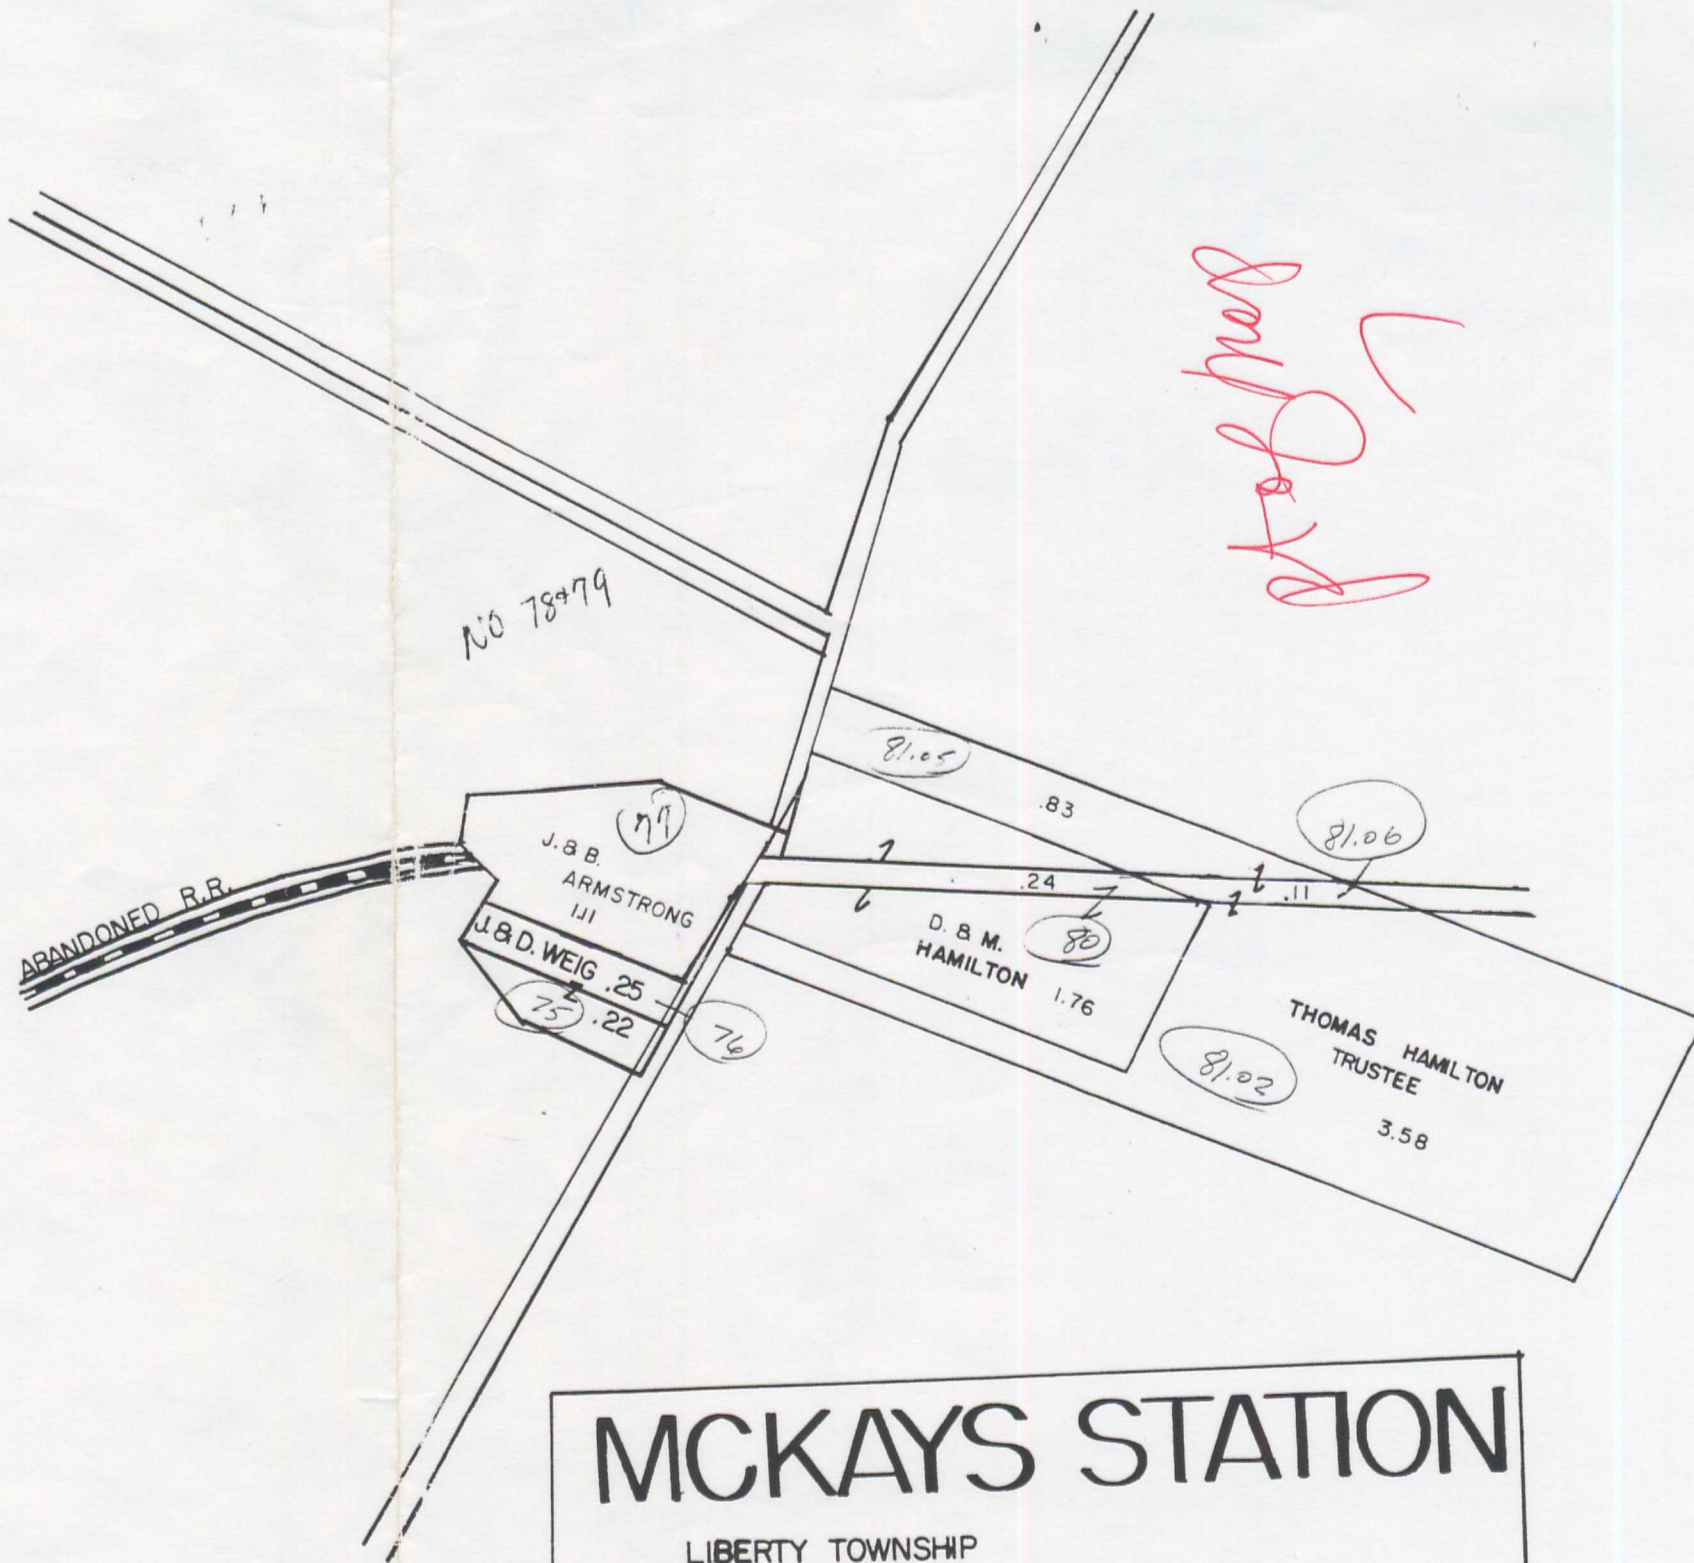 NO 78+79
81.05
.83
81.06
77
J. & B.
ARMSTRONG
1.11
.24
.11
ABANDONED R.R.
D. & M.
HAMILTON
1.76
80
J. & D. WEIG .25
75
.22
76
THOMAS HAMILTON
TRUSTEE
3.58
81.02
MCKAYS STATION
LIBERTY TOWNSHIP